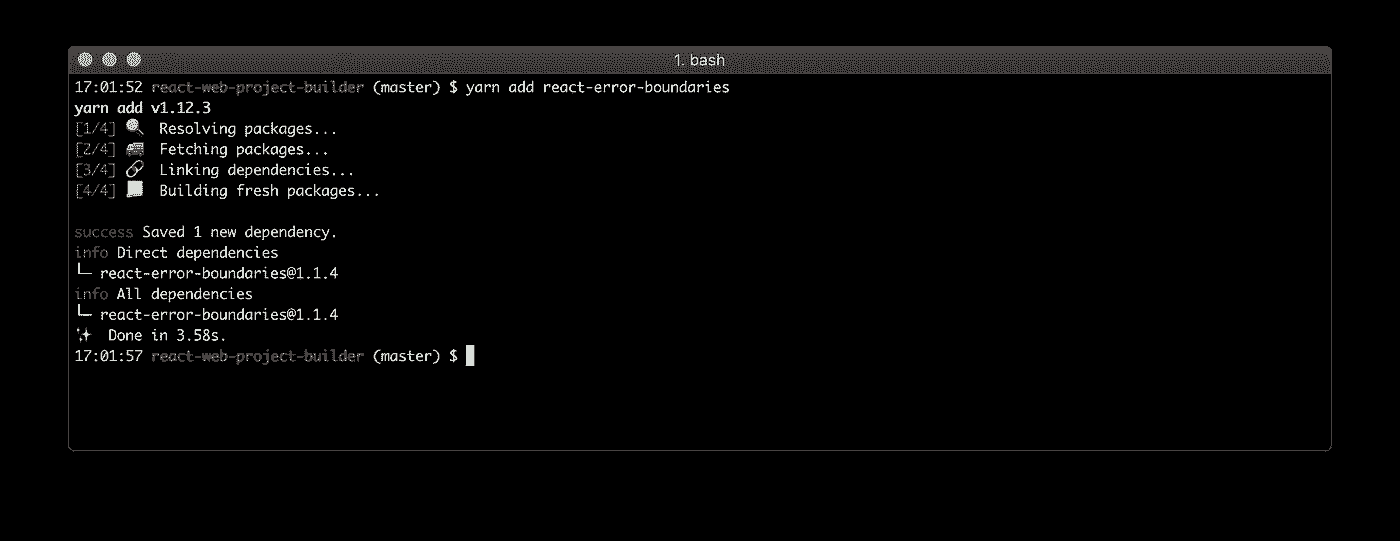 1. bash
17:01:52 react-web-project-builder (master) $ yarn add react-error-boundaries
yarn add v1.12.3
[1/4] 🔍 Resolving packages...
[2/4] 🚚 Fetching packages...
[3/4] 🔗 Linking dependencies...
[4/4] 📃 Building fresh packages...
success Saved 1 new dependency.
info Direct dependencies
└─ react-error-boundaries@1.1.4
info All dependencies
└─ react-error-boundaries@1.1.4
✨ Done in 3.58s.
17:01:57 react-web-project-builder (master) $